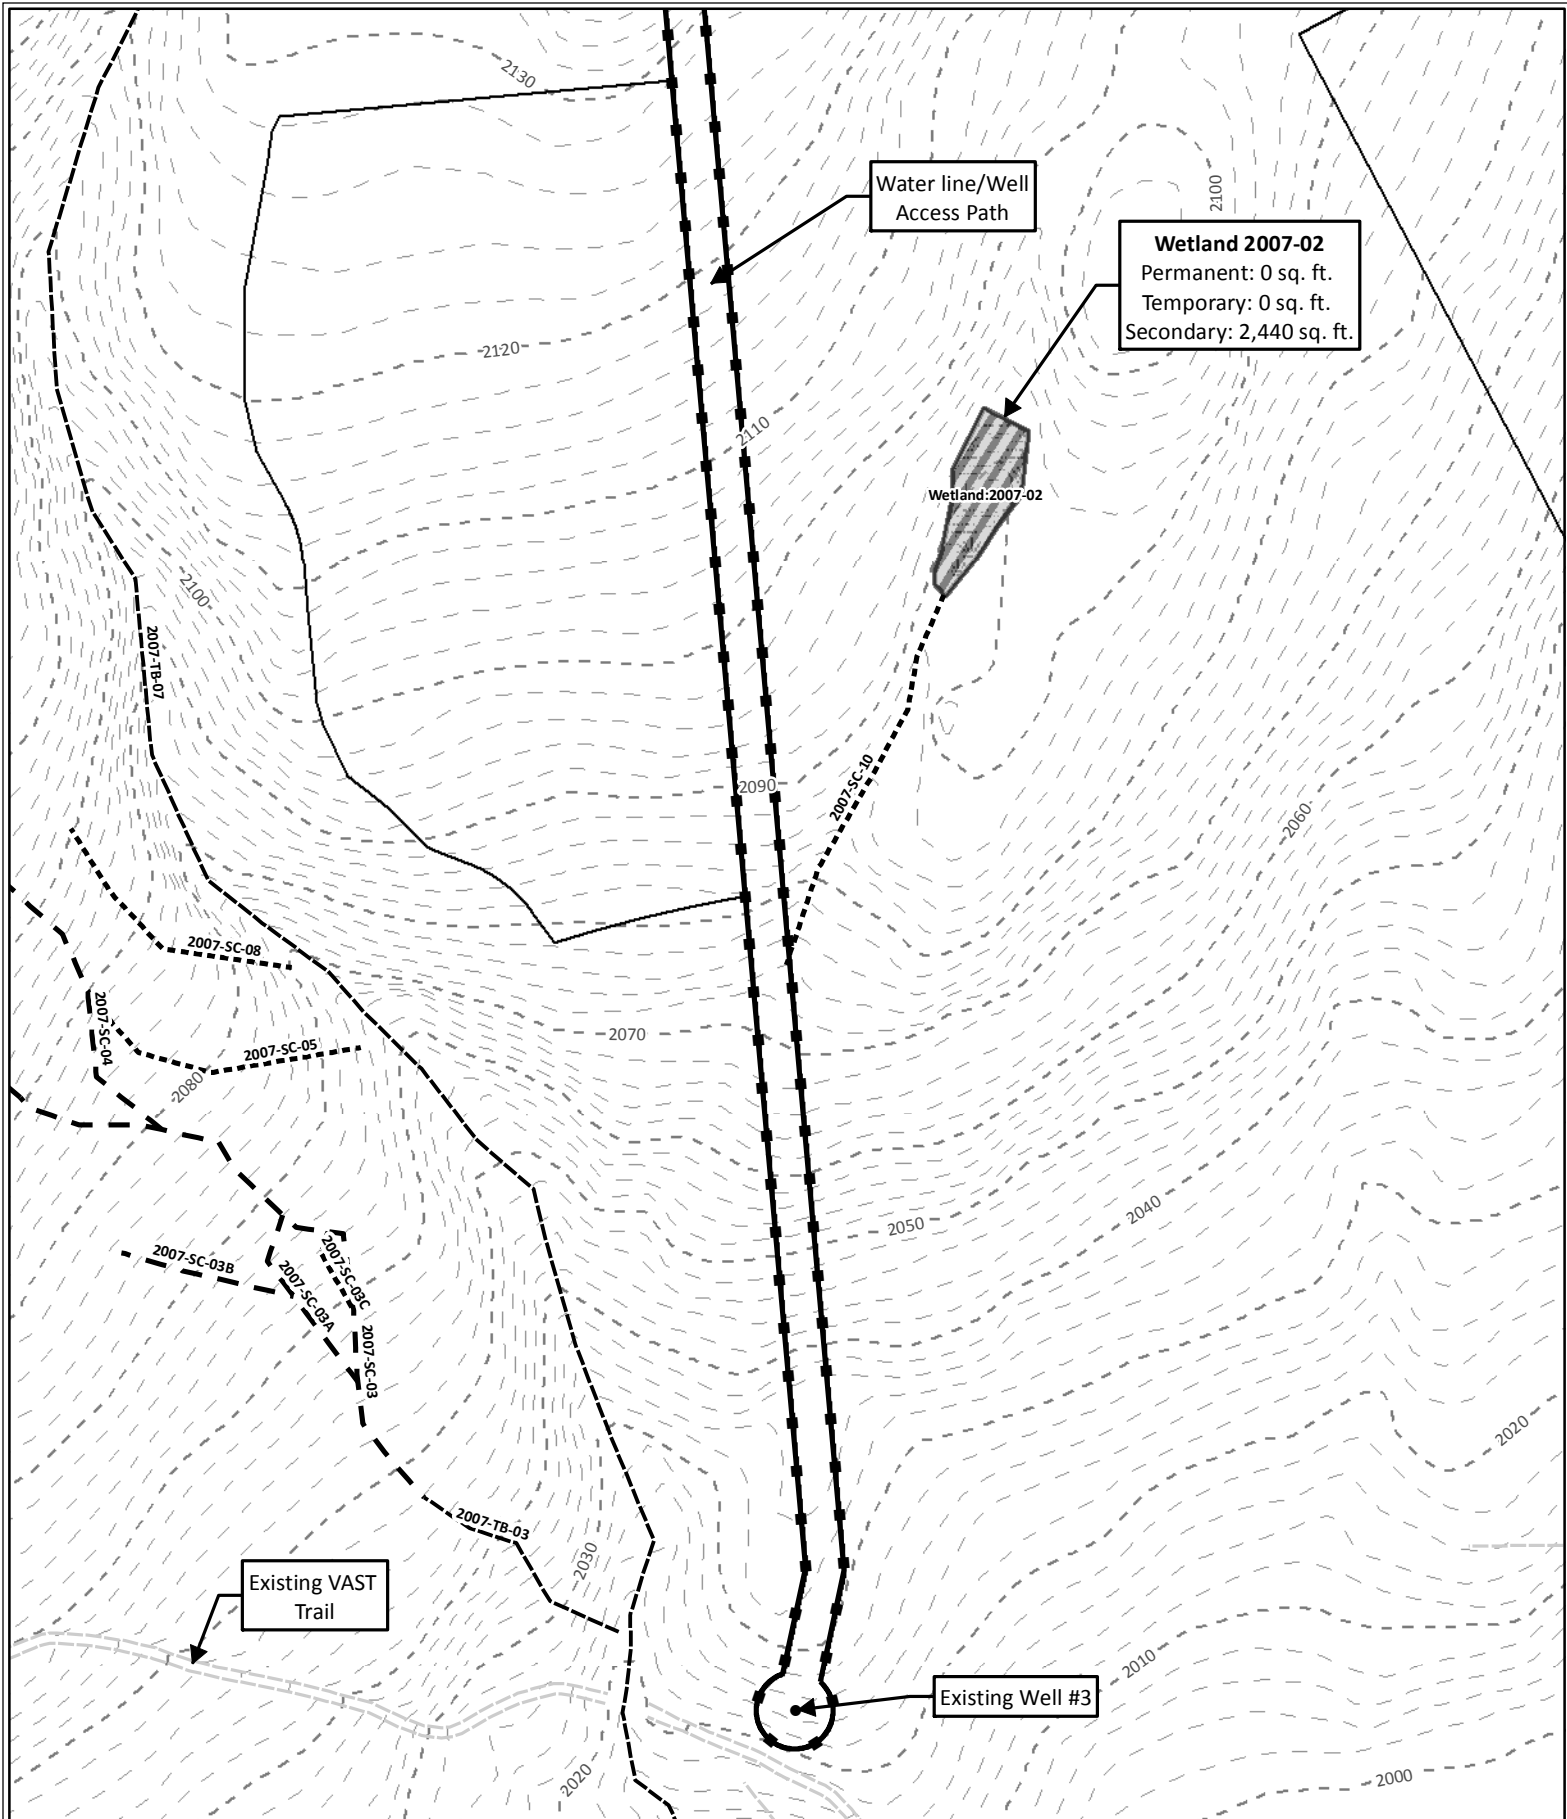 2130
Water line/Well
Access Path
2100
Wetland 2007-02
Permanent: 0 sq. ft.
Temporary: 0 sq. ft.
Secondary: 2,440 sq. ft.
2120
2110
Wetland:2007-02
2100
2007-TB-07
2090
2007-SC-10
2060
2007-SC-08
2007-SC-04
2070
2007-SC-05
2080
2050
2040
2007-SC-03B
2007-SC-03C
2007-SC-03A
2007-SC-03
2020
2007-TB-03
2030
Existing VAST
Trail
2010
Existing Well #3
2020
2000